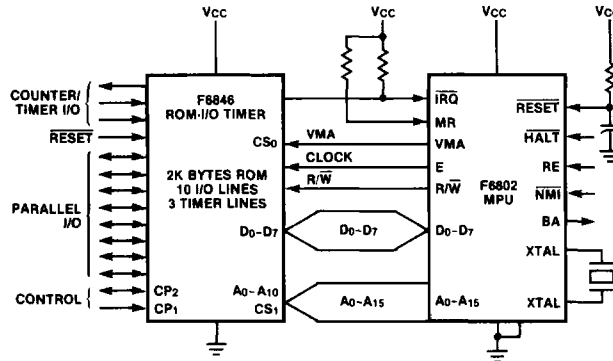 VCC
VCC
VCC
VCC
COUNTER/
TIMER I/O
RESET
PARALLEL
I/O
CONTROL
F6846
ROM-I/O TIMER
CS0
2K BYTES ROM
10 I/O LINES
3 TIMER LINES
D0~D7
CP2
CP1
A0~A10
CS1
VMA
CLOCK
R/W
D0~D7
A0~A15
IRQ
MR
VMA
E
R/W
F6802
MPU
D0~D7
A0~A15
RESET
HALT
RE
NMI
BA
XTAL
XTAL